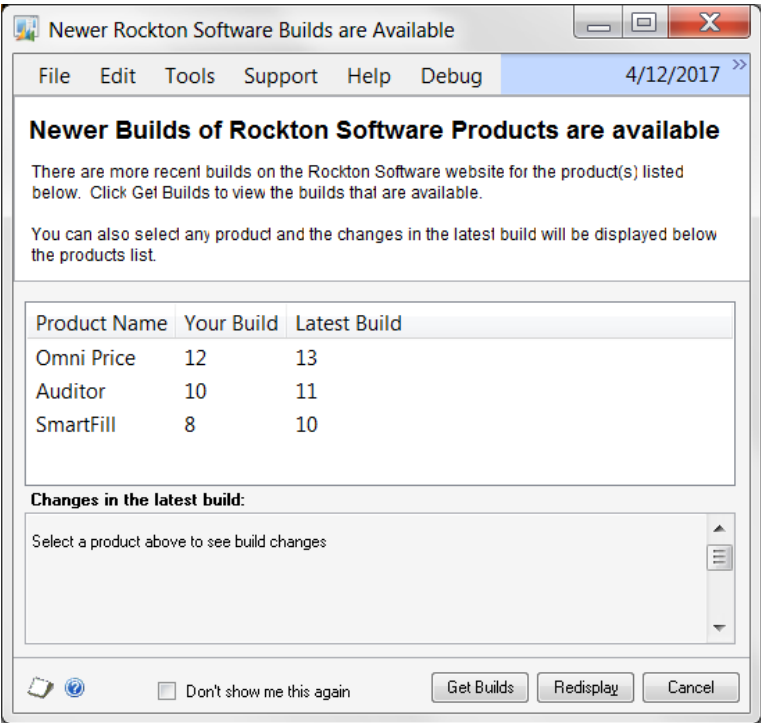 Newer Rockton Software Builds are Available
File Edit Tools Support Help Debug 4/12/2017 »
Newer Builds of Rockton Software Products are available
There are more recent builds on the Rockton Software website for the product(s) listed
below. Click Get Builds to view the builds that are available.
You can also select any product and the changes in the latest build will be displayed below
the products list.
Product Name Your Build Latest Build
Omni Price 12 13
Auditor 10 11
SmartFill 8 10
Changes in the latest build:
Select a product above to see build changes
Don't show me this again Get Builds Redisplay Cancel